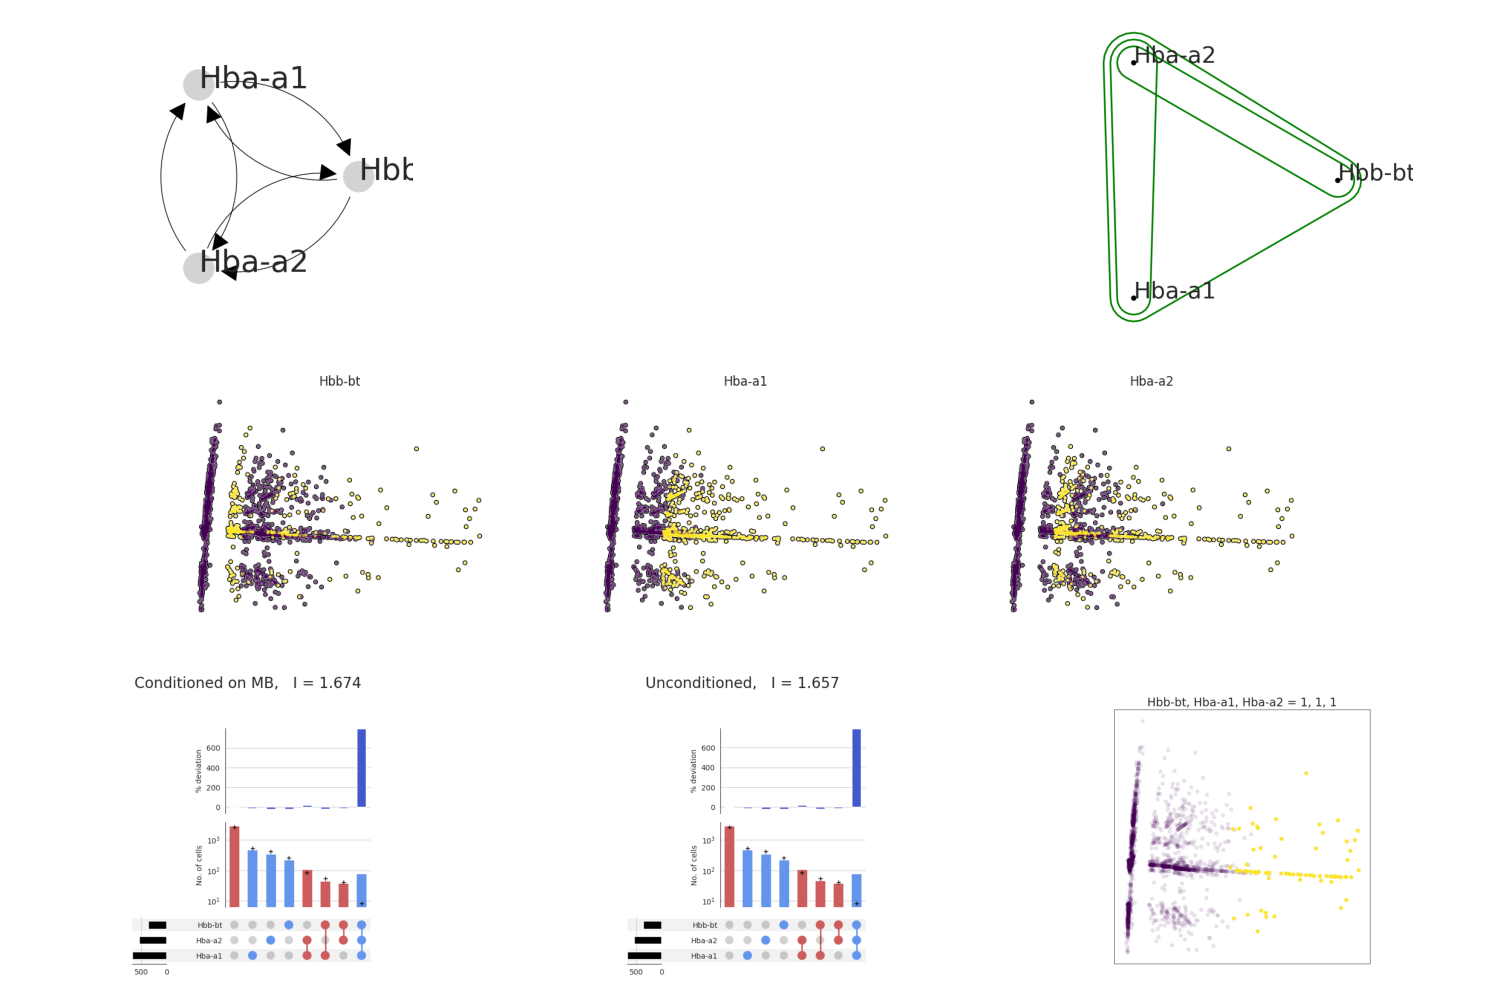 Hba-a1
Hbb
Hba-a2
Hba-a2
Hbb-bt
Hba-a1
Hbb-bt
Hba-a1
Hba-a2
Conditioned on MB,   I = 1.674
% deviation
600
400
200
0
No. of cells
10³
10²
10¹
Hbb-bt
Hba-a2
Hba-a1
500 0
Unconditioned,   I = 1.657
% deviation
600
400
200
0
No. of cells
10³
10²
10¹
Hbb-bt
Hba-a2
Hba-a1
500 0
Hbb-bt, Hba-a1, Hba-a2 = 1, 1, 1